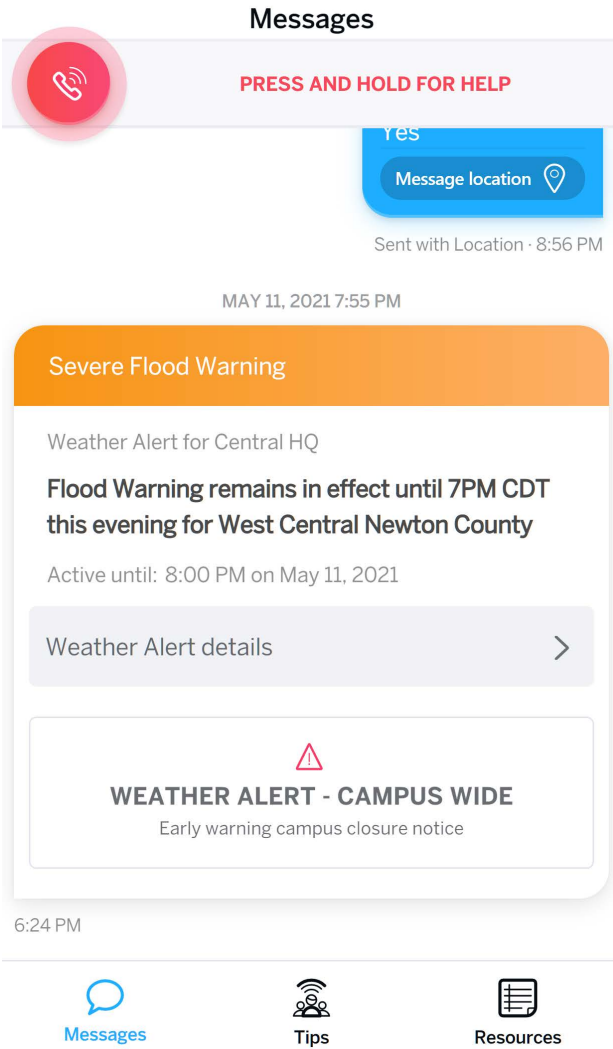 Messages
PRESS AND HOLD FOR HELP
Yes
Message location
Sent with Location · 8:56 PM
MAY 11, 2021 7:55 PM
Severe Flood Warning
Weather Alert for Central HQ
Flood Warning remains in effect until 7PM CDT
this evening for West Central Newton County
Active until: 8:00 PM on May 11, 2021
Weather Alert details
WEATHER ALERT - CAMPUS WIDE
Early warning campus closure notice
6:24 PM
Messages
Tips
Resources